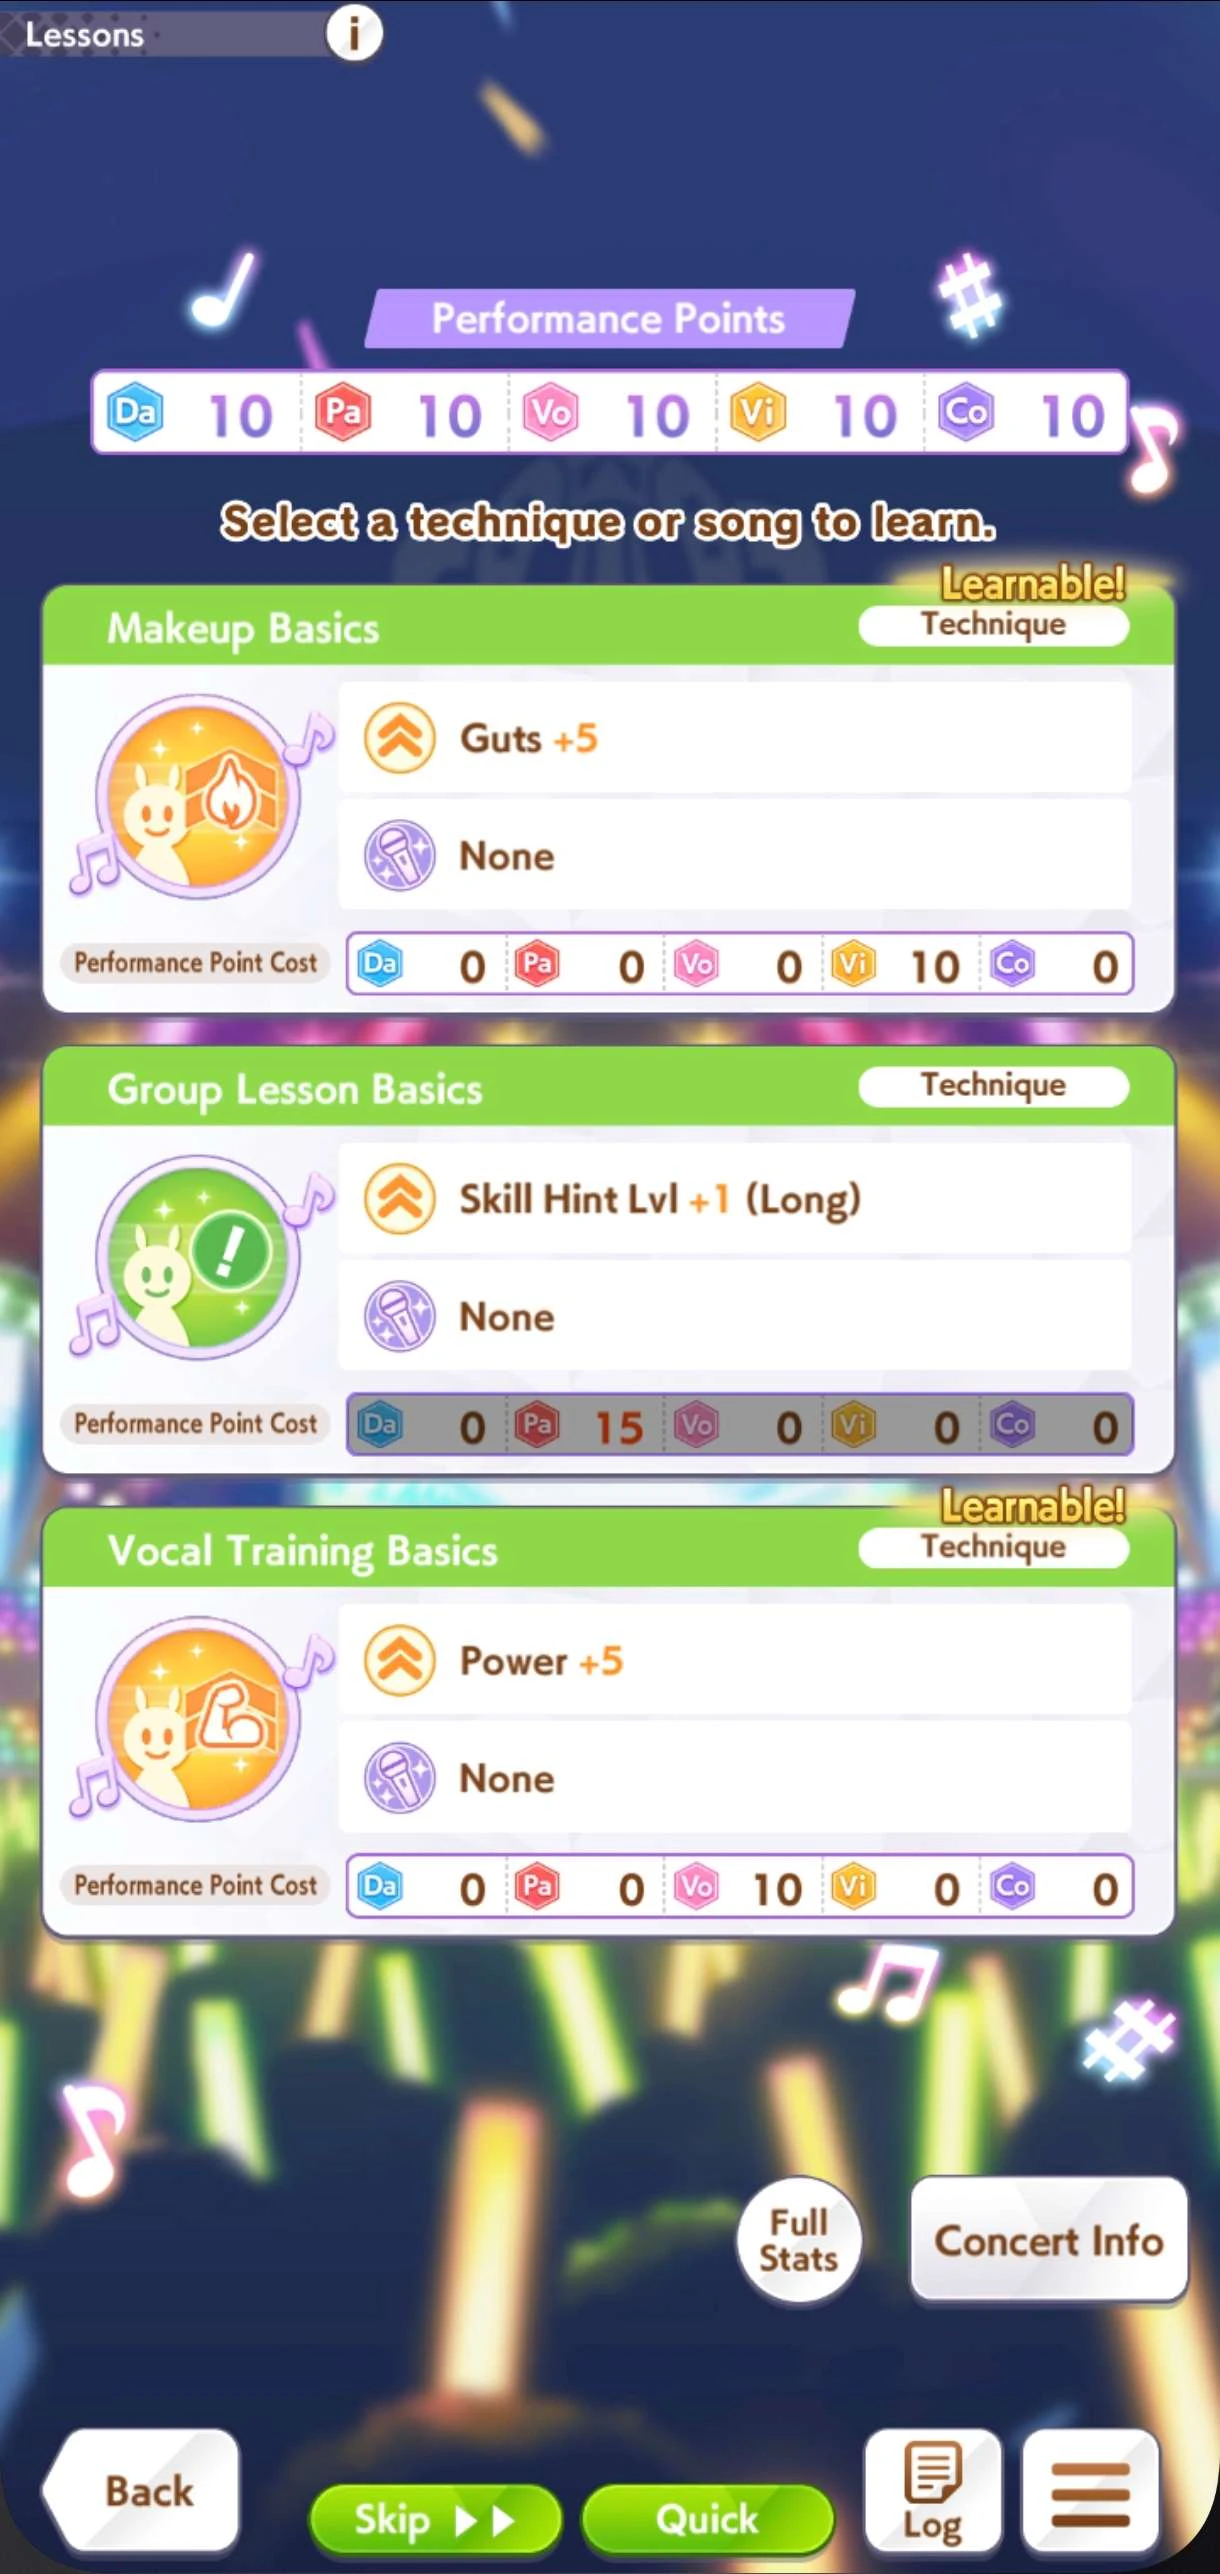 Lessons
i
Performance Points
Da 10 Pa 10 Vo 10 Vi 10 Co 10
Select a technique or song to learn.
Learnable!
Makeup Basics
Technique
Guts +5
None
Performance Point Cost
Da 0 Pa 0 Vo 0 Vi 10 Co 0
Group Lesson Basics
Technique
Skill Hint Lvl +1 (Long)
None
Performance Point Cost
Da 0 Pa 15 Vo 0 Vi 0 Co 0
Learnable!
Vocal Training Basics
Technique
Power +5
None
Performance Point Cost
Da 0 Pa 0 Vo 10 Vi 0 Co 0
Full
Stats
Concert Info
Back
Skip
Quick
Log